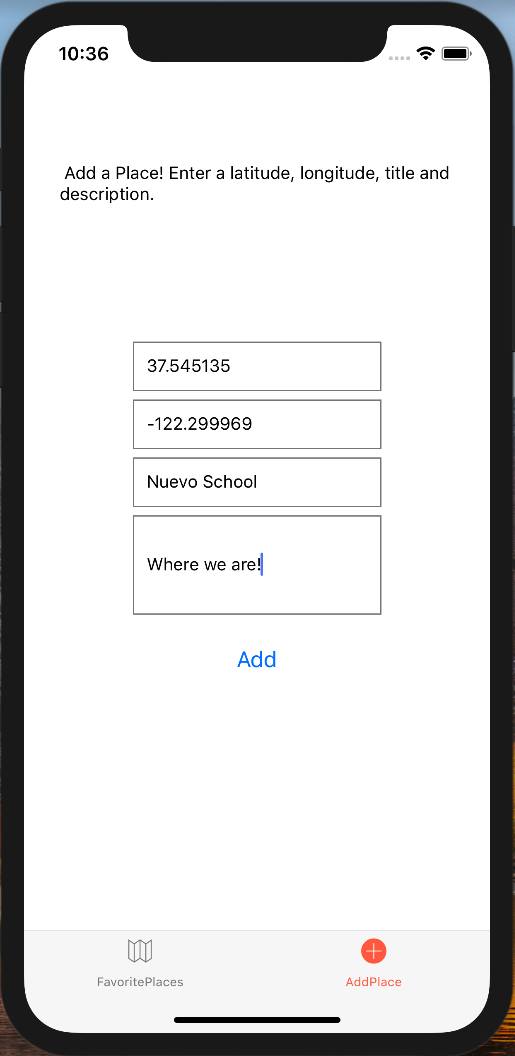 10:36
Add a Place! Enter a latitude, longitude, title and
description.
37.545135
-122.299969
Nuevo School
Where we are!
Add
FavoritePlaces
AddPlace